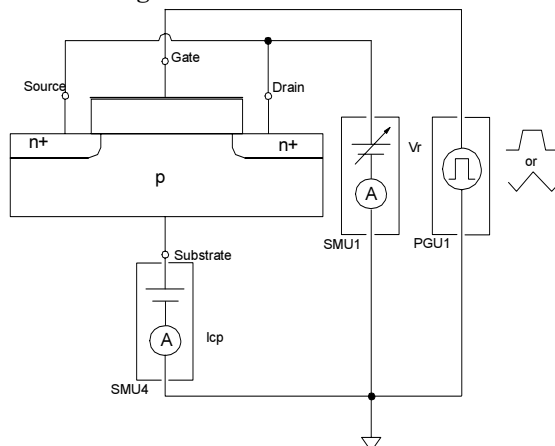 Gate
Source
Drain
n+
n+
p
Vr
or
A
SMU1
PGU1
Substrate
A
Icp
SMU4